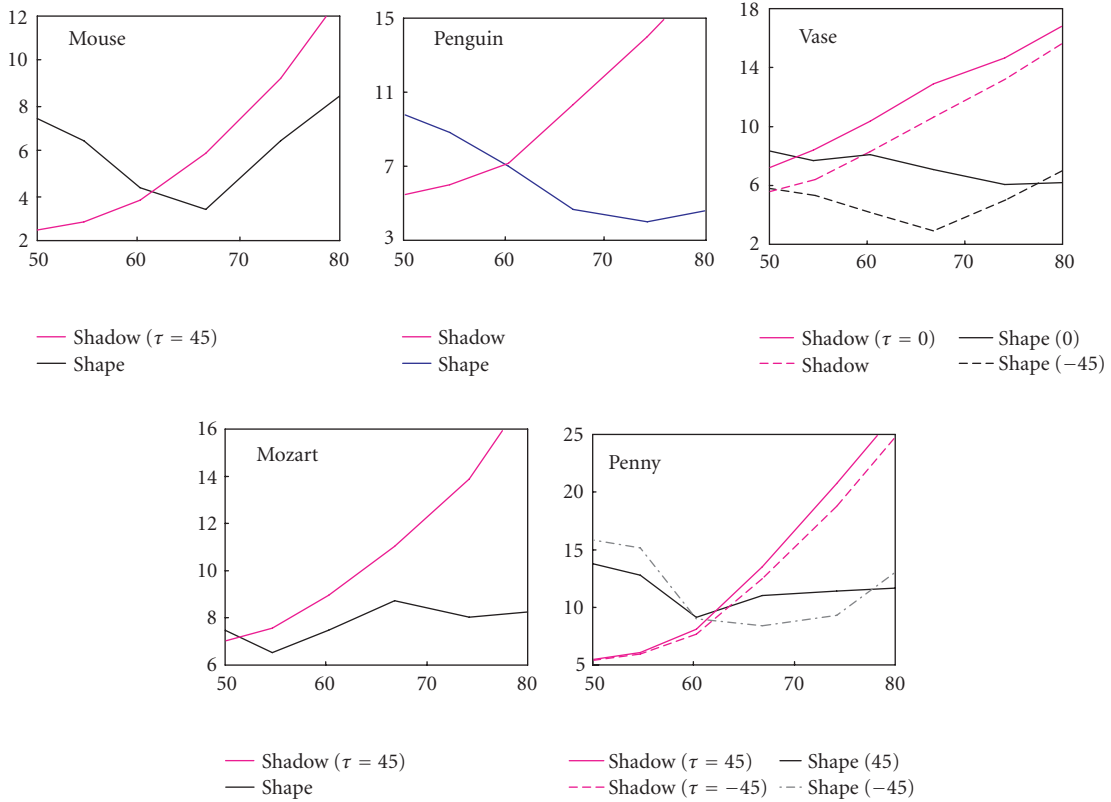 Mouse
12
10
8
6
4
2
50 60 70 80
Shadow (τ = 45)
Shape
Penguin
15
11
7
3
50 60 70 80
Shadow
Shape
Vase
18
14
10
6
2
50 60 70 80
Shadow (τ = 0) Shape (0)
Shadow Shape (−45)
Mozart
16
14
12
10
8
6
50 60 70 80
Shadow (τ = 45)
Shape
Penny
25
20
15
10
5
50 60 70 80
Shadow (τ = 45) Shape (45)
Shadow (τ = −45) Shape (−45)